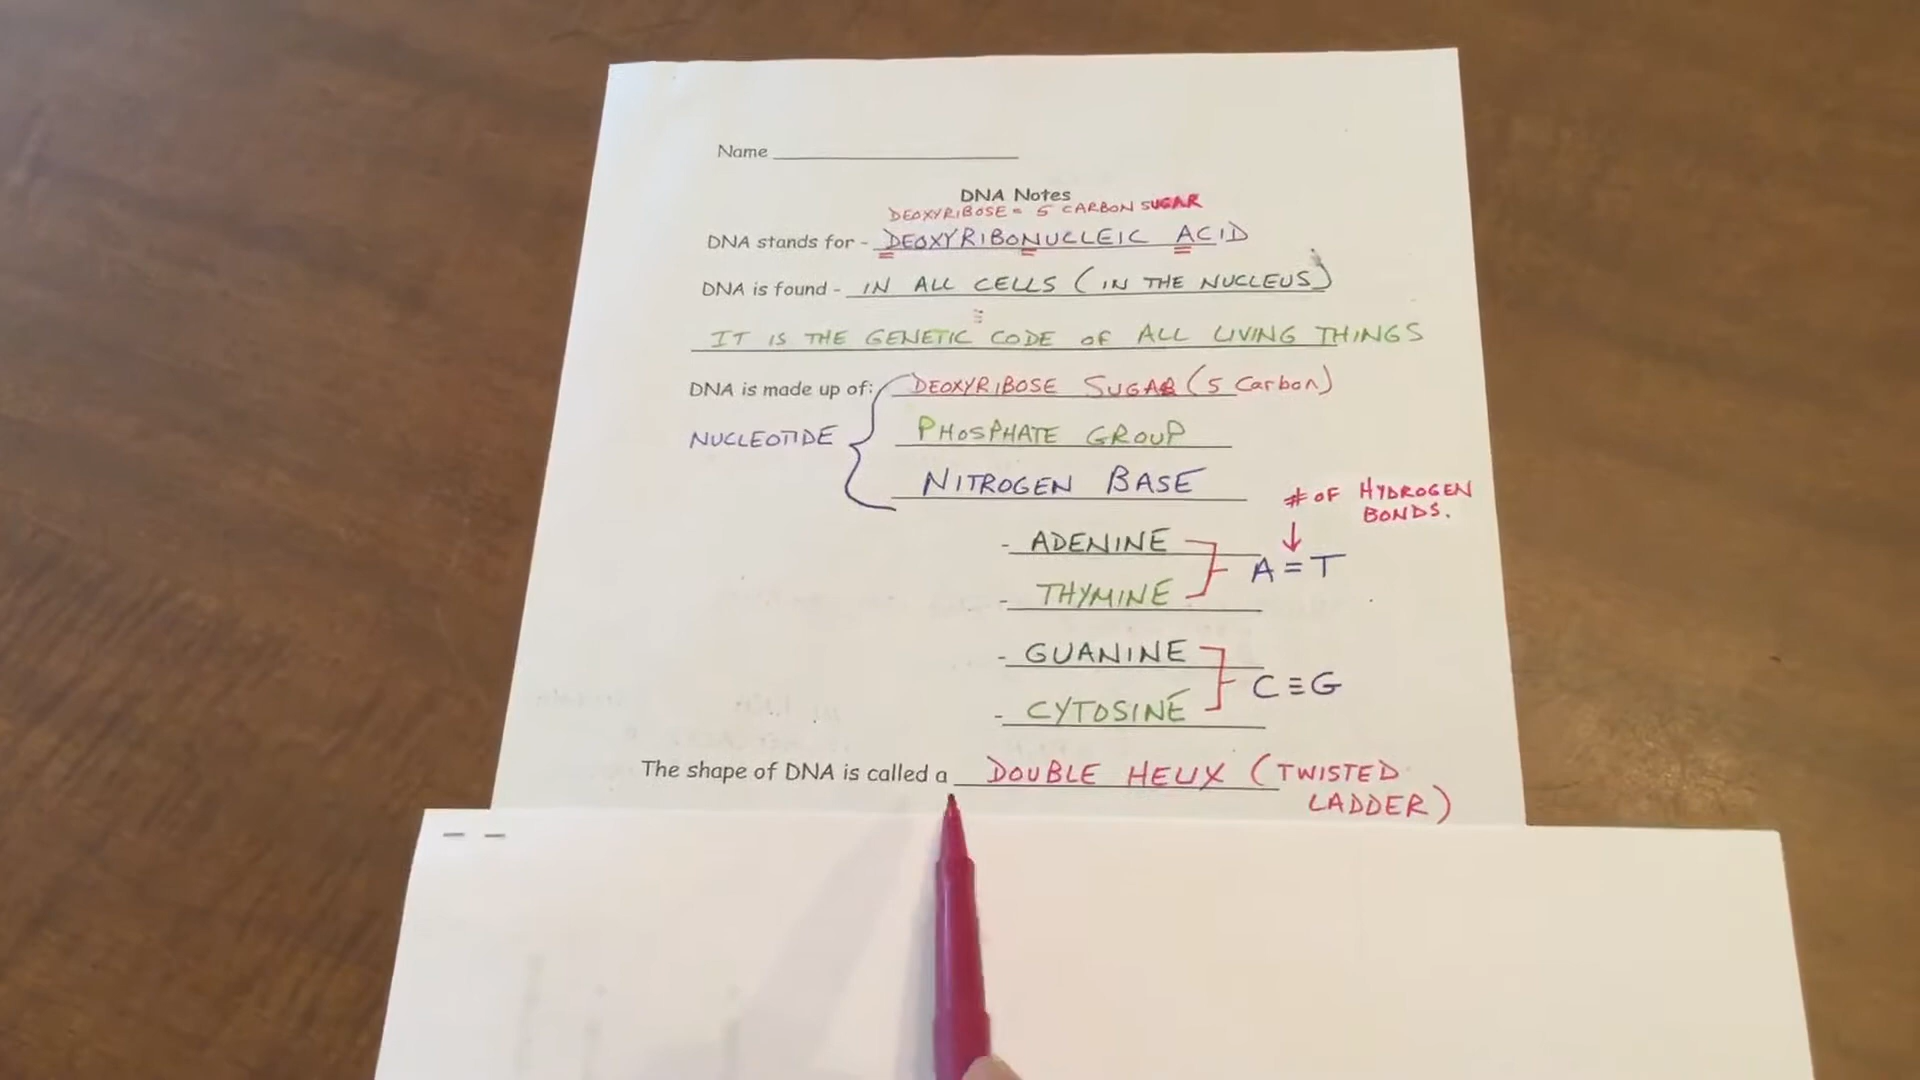 Name
DNA Notes
DEOXYRIBOSE = 5 CARBON SUGAR
DNA stands for - DEOXYRIBONUCLEIC ACID
DNA is found - IN ALL CELLS (IN THE NUCLEUS)
IT IS THE GENETIC CODE OF ALL LIVING THINGS
DNA is made up of: DEOXYRIBOSE SUGAR (5 Carbon)
NUCLEOTIDE PHOSPHATE GROUP
NITROGEN BASE
# OF HYDROGEN
BONDS.
- ADENINE
A = T
- THYMINE
- GUANINE
C ≡ G
- CYTOSINE
The shape of DNA is called a DOUBLE HELIX (TWISTED
LADDER)